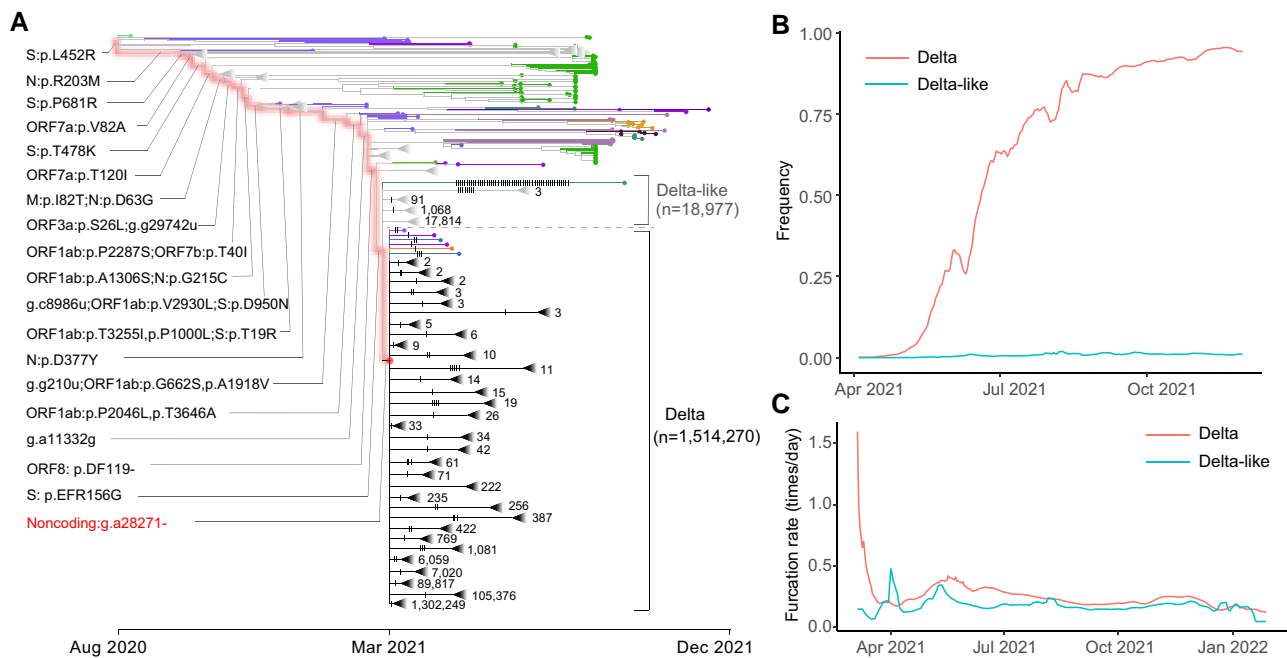 A
S:p.L452R
N:p.R203M
S:p.P681R
ORF7a:p.V82A
S:p.T478K
ORF7a:p.T120I
M:p.I82T;N:p.D63G
ORF3a:p.S26L;g.g29742u
ORF1ab:p.P2287S;ORF7b:p.T40I
ORF1ab:p.A1306S;N:p.G215C
g.c8986u;ORF1ab:p.V2930L;S:p.D950N
ORF1ab:p.T3255I,p.P1000L;S:p.T19R
N:p.D377Y
g.g210u;ORF1ab:p.G662S,p.A1918V
ORF1ab:p.P2046L,p.T3646A
g.a11332g
ORF8: p.DF119-
S: p.EFR156G
Noncoding:g.a28271-
3
91
1,068
17,814
Delta-like
(n=18,977)
2
2
2
3
3
3
5
6
9
10
11
14
15
19
26
33
34
42
61
71
222
235
256
387
422
769
1,081
6,059
7,020
89,817
105,376
1,302,249
Delta
(n=1,514,270)
Aug 2020
Mar 2021
Dec 2021
B
Frequency
1.00
0.75
0.50
0.25
0.00
Delta
Delta-like
Apr 2021
Jul 2021
Oct 2021
C
Furcation rate (times/day)
1.5
1.0
0.5
0.0
Delta
Delta-like
Apr 2021
Jul 2021
Oct 2021
Jan 2022